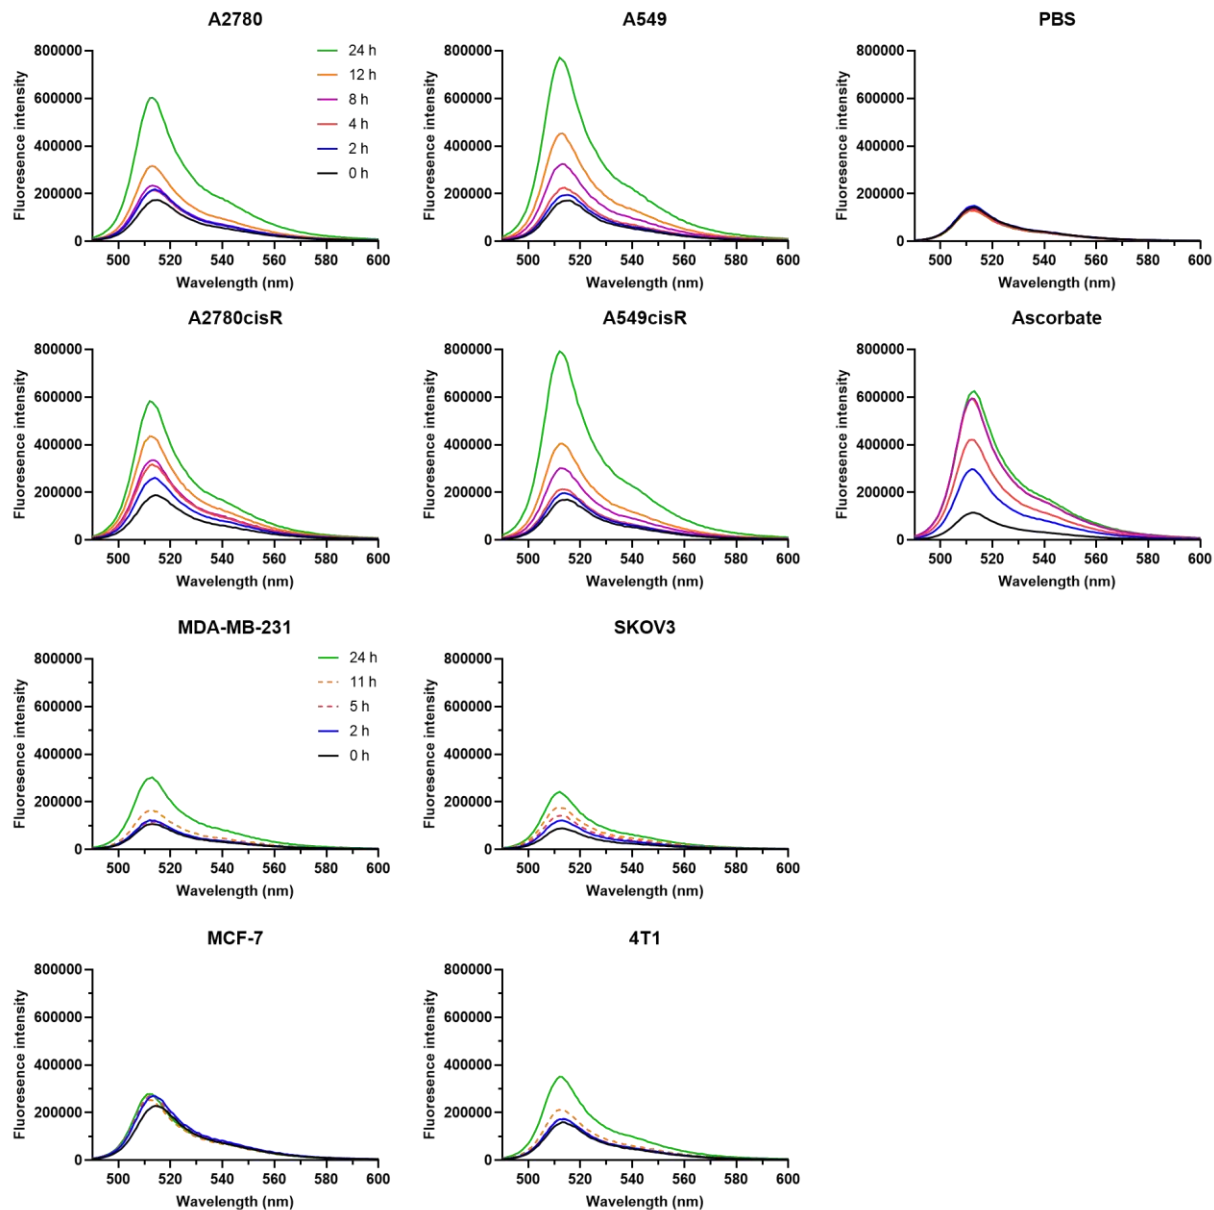 A2780
Fluoresence intensity
800000
600000
400000
200000
0
500 520 540 560 580 600
Wavelength (nm)
24 h
12 h
8 h
4 h
2 h
0 h
A549
Fluoresence intensity
800000
600000
400000
200000
0
500 520 540 560 580 600
Wavelength (nm)
PBS
Fluoresence intensity
800000
600000
400000
200000
0
500 520 540 560 580 600
Wavelength (nm)
A2780cisR
Fluoresence intensity
800000
600000
400000
200000
0
500 520 540 560 580 600
Wavelength (nm)
A549cisR
Fluoresence intensity
800000
600000
400000
200000
0
500 520 540 560 580 600
Wavelength (nm)
Ascorbate
Fluoresence intensity
800000
600000
400000
200000
0
500 520 540 560 580 600
Wavelength (nm)
MDA-MB-231
Fluoresence intensity
800000
600000
400000
200000
0
500 520 540 560 580 600
Wavelength (nm)
24 h
11 h
5 h
2 h
0 h
SKOV3
Fluoresence intensity
800000
600000
400000
200000
0
500 520 540 560 580 600
Wavelength (nm)
MCF-7
Fluoresence intensity
800000
600000
400000
200000
0
500 520 540 560 580 600
Wavelength (nm)
4T1
Fluoresence intensity
800000
600000
400000
200000
0
500 520 540 560 580 600
Wavelength (nm)